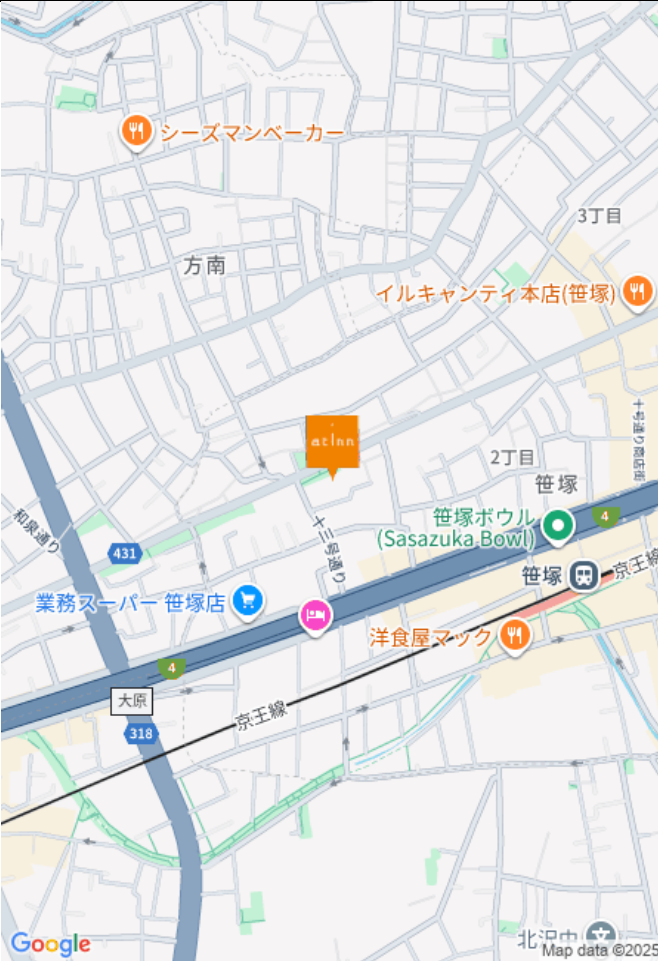 シーズマンベーカー
3丁目
方南
イルキャンティ本店(笹塚)
十号通り商店街
atInn
2丁目
笹塚
笹塚ボウル
(Sasazuka Bowl)
4
和泉通り
十三号通り
431
笹塚
京王線
業務スーパー 笹塚店
洋食屋マック
4
大原
京王線
318
北沢中
Google
Map data ©2025